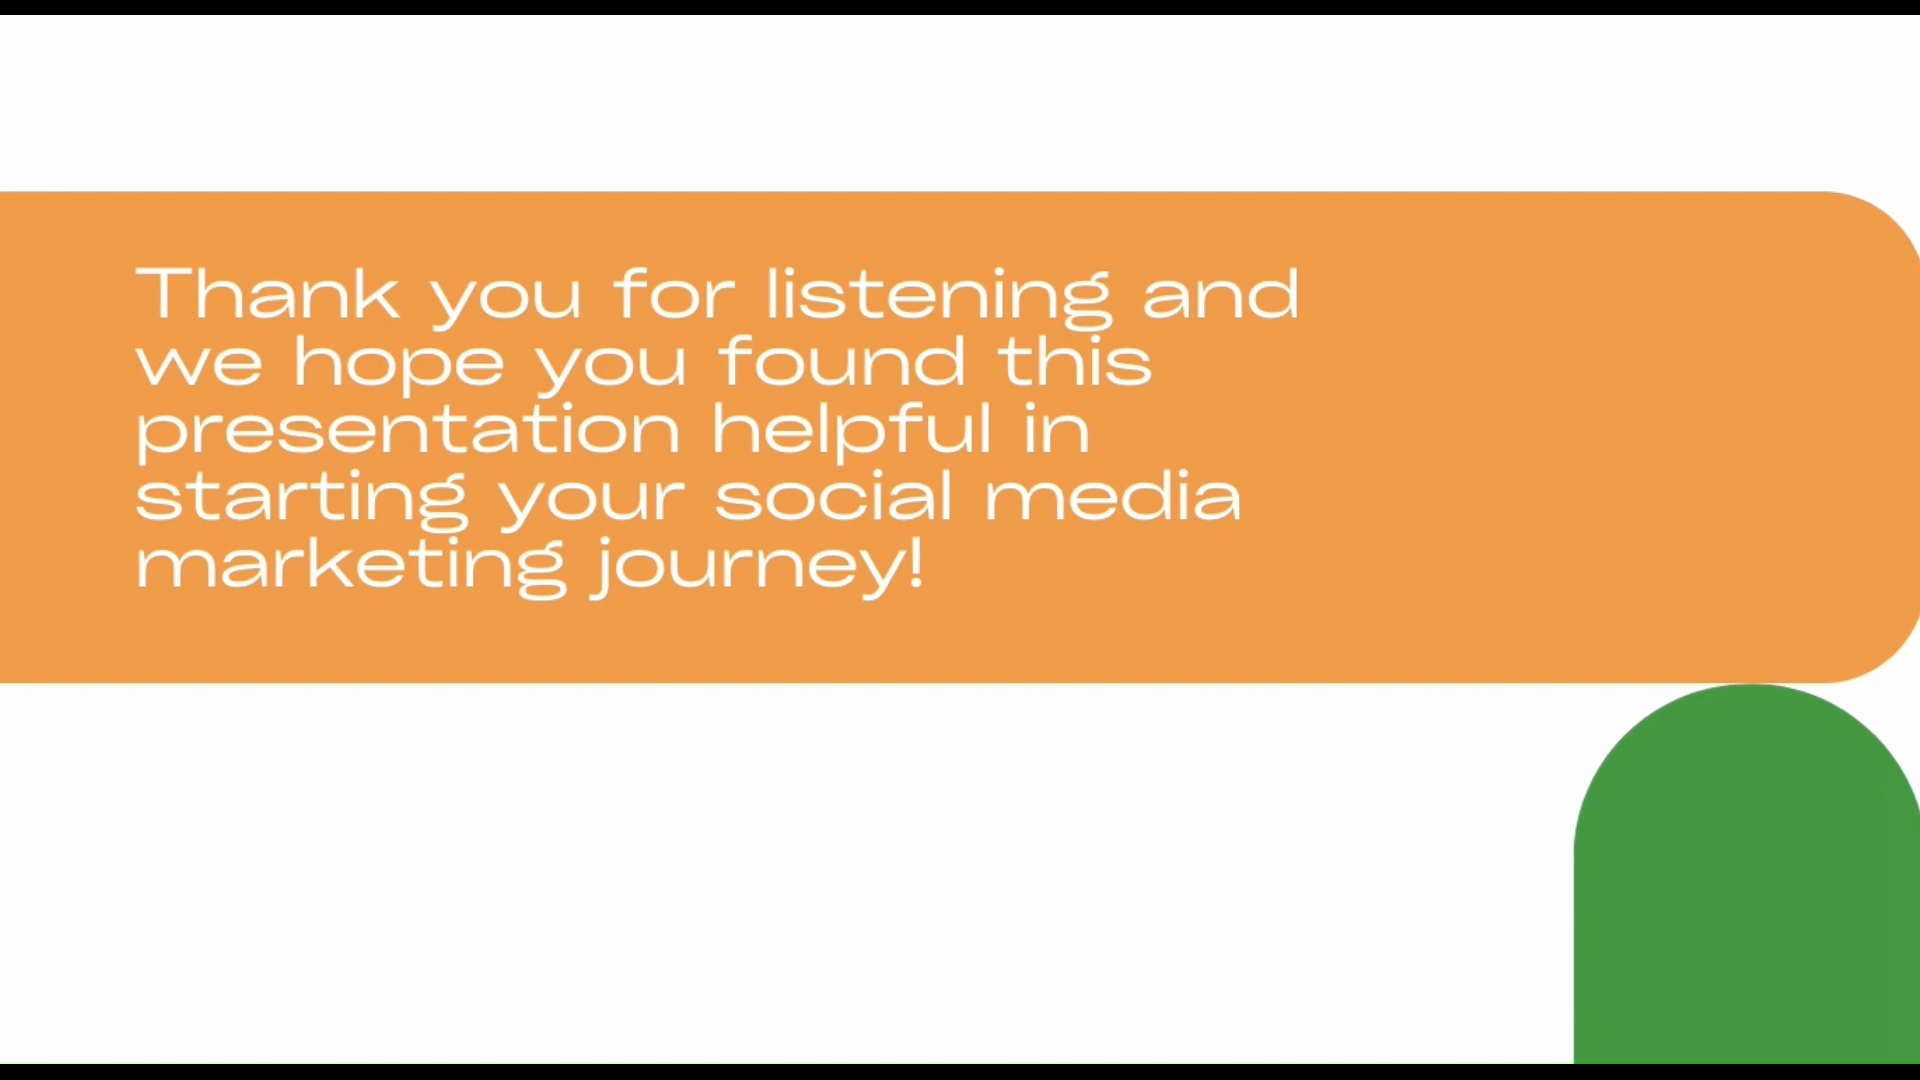 Thank you for listening and
we hope you found this
presentation helpful in
starting your social media
marketing journey!